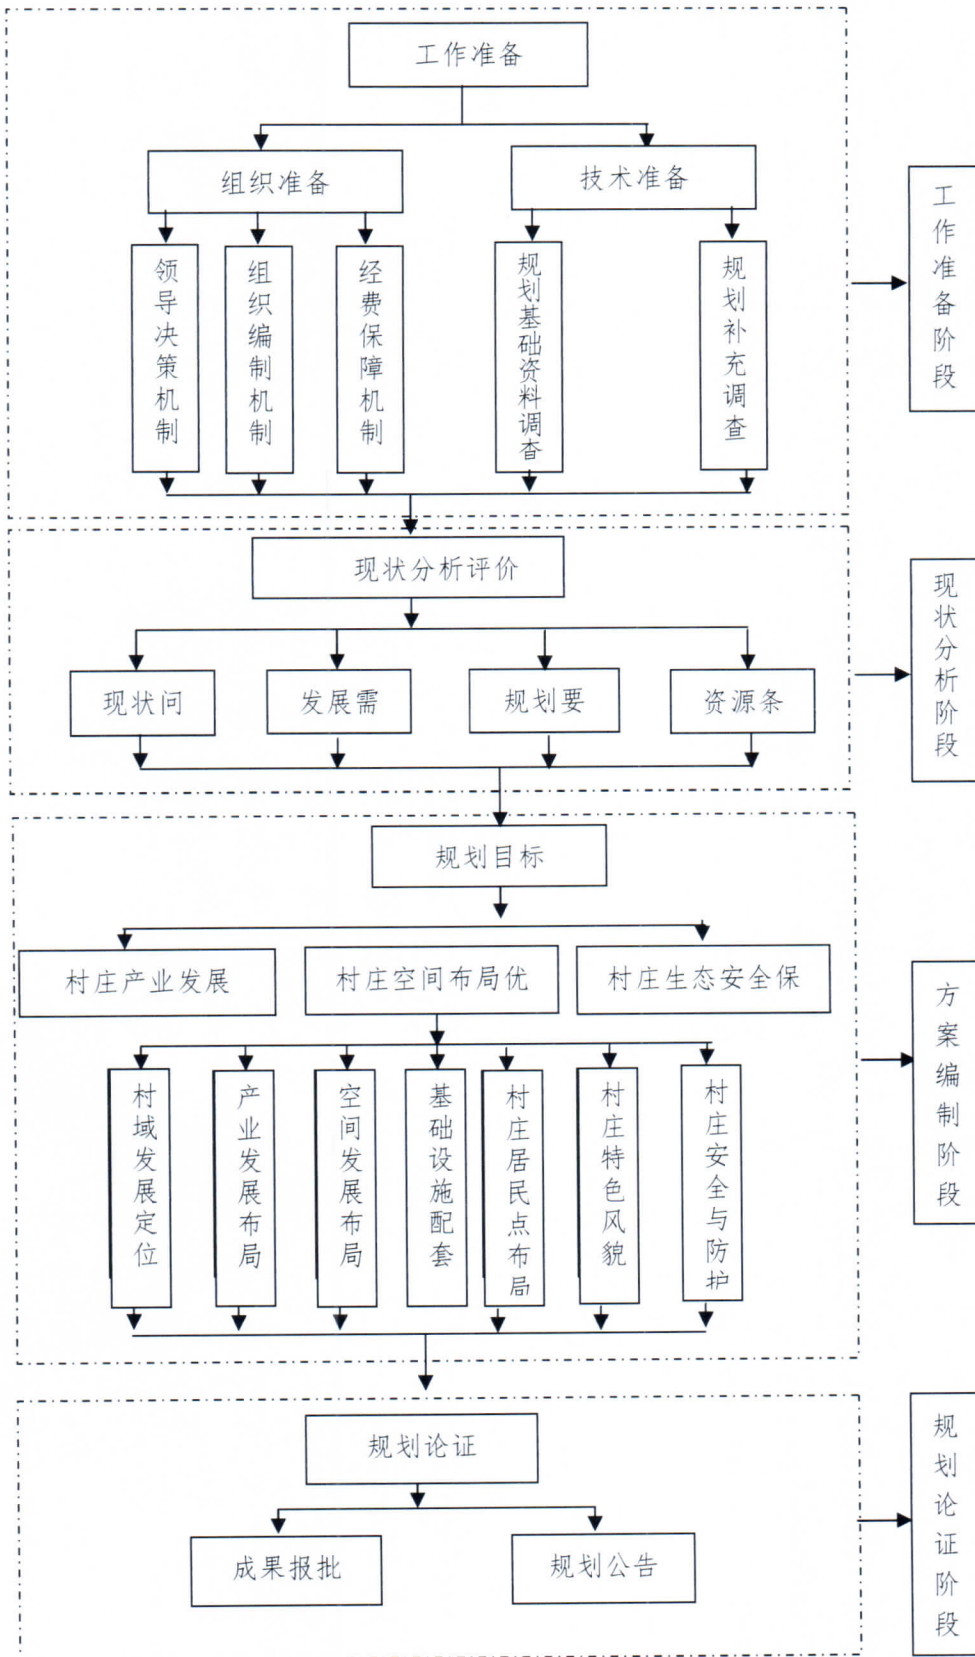 工作准备
组织准备
技术准备
领导决策机制
组织编制机制
经费保障机制
规划基础资料调查
规划补充调查
工作准备阶段
现状分析评价
现状问
发展需
规划要
资源条
现状分析阶段
规划目标
村庄产业发展
村庄空间布局优
村庄生态安全保
村域发展定位
产业发展布局
空间发展布局
基础设施配套
村庄居民点布局
村庄特色风貌
村庄安全与防护
方案编制阶段
规划论证
成果报批
规划公告
规划论证阶段